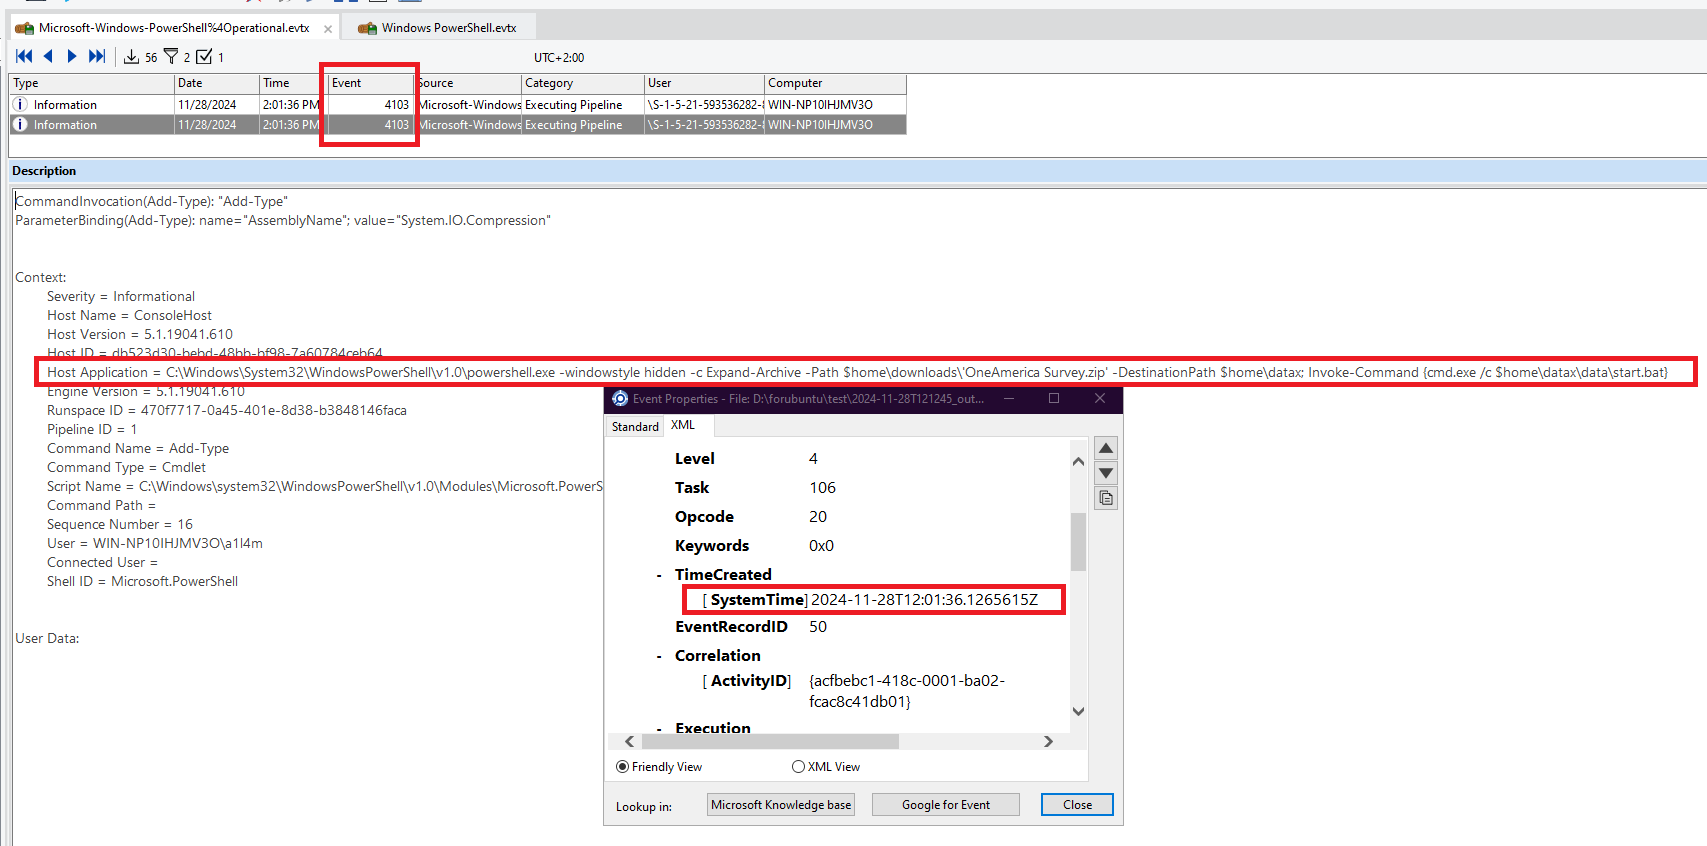 Microsoft-Windows-PowerShell%4Operational.evtx
Windows PowerShell.evtx
56 2 1 UTC+2:00
Type Date Time Event Source Category User Computer
Information 11/28/2024 2:01:36 PM 4103 Microsoft-Windows Executing Pipeline \S-1-5-21-593536282- WIN-NP10IHJMV3O
Information 11/28/2024 2:01:36 PM 4103 Microsoft-Windows Executing Pipeline \S-1-5-21-593536282- WIN-NP10IHJMV3O
Description
CommandInvocation(Add-Type): "Add-Type"
ParameterBinding(Add-Type): name="AssemblyName"; value="System.IO.Compression"
Context:
Severity = Informational
Host Name = ConsoleHost
Host Version = 5.1.19041.610
Host ID = db523d30-bebd-48bb-bf98-7a60784ceb64
Host Application = C:\Windows\System32\WindowsPowerShell\v1.0\powershell.exe -windowstyle hidden -c Expand-Archive -Path $home\downloads\'OneAmerica Survey.zip' -DestinationPath $home\datax; Invoke-Command {cmd.exe /c $home\datax\data\start.bat}
Engine Version = 5.1.19041.610
Runspace ID = 470f7717-0a45-401e-8d38-b3848146faca
Pipeline ID = 1
Command Name = Add-Type
Command Type = Cmdlet
Script Name = C:\Windows\system32\WindowsPowerShell\v1.0\Modules\Microsoft.PowerS
Command Path =
Sequence Number = 16
User = WIN-NP10IHJMV3O\a1l4m
Connected User =
Shell ID = Microsoft.PowerShell
User Data:
Event Properties - File: D:\forubuntu\test\2024-11-28T121245_out...
Standard XML
Level 4
Task 106
Opcode 20
Keywords 0x0
- TimeCreated
[ SystemTime] 2024-11-28T12:01:36.1265615Z
EventRecordID 50
- Correlation
[ ActivityID] {acfbebc1-418c-0001-ba02-
fcac8c41db01}
- Execution
Friendly View XML View
Lookup in: Microsoft Knowledge base Google for Event Close